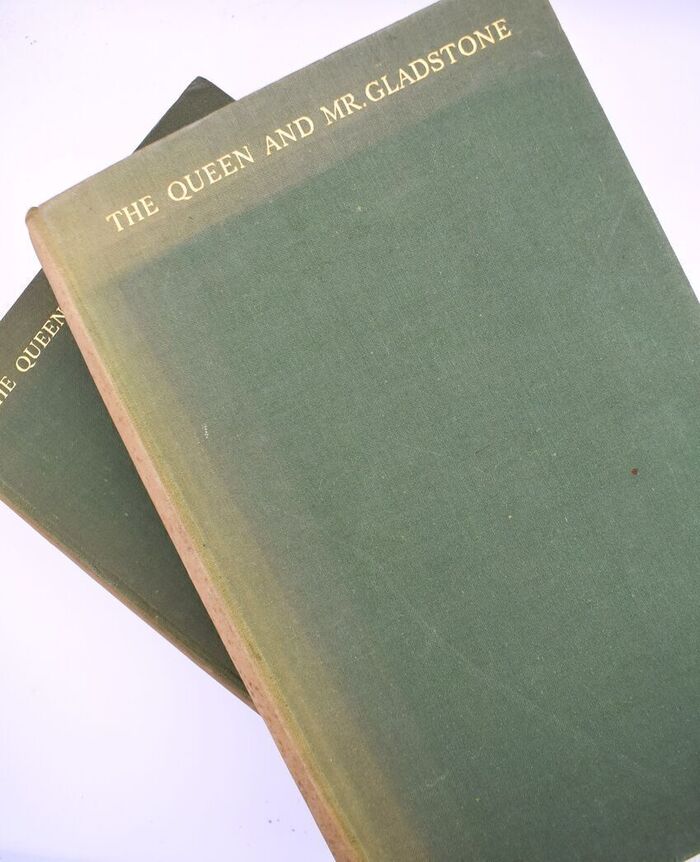 THE QUEEN AND MR. GLADSTONE
THE QUEEN